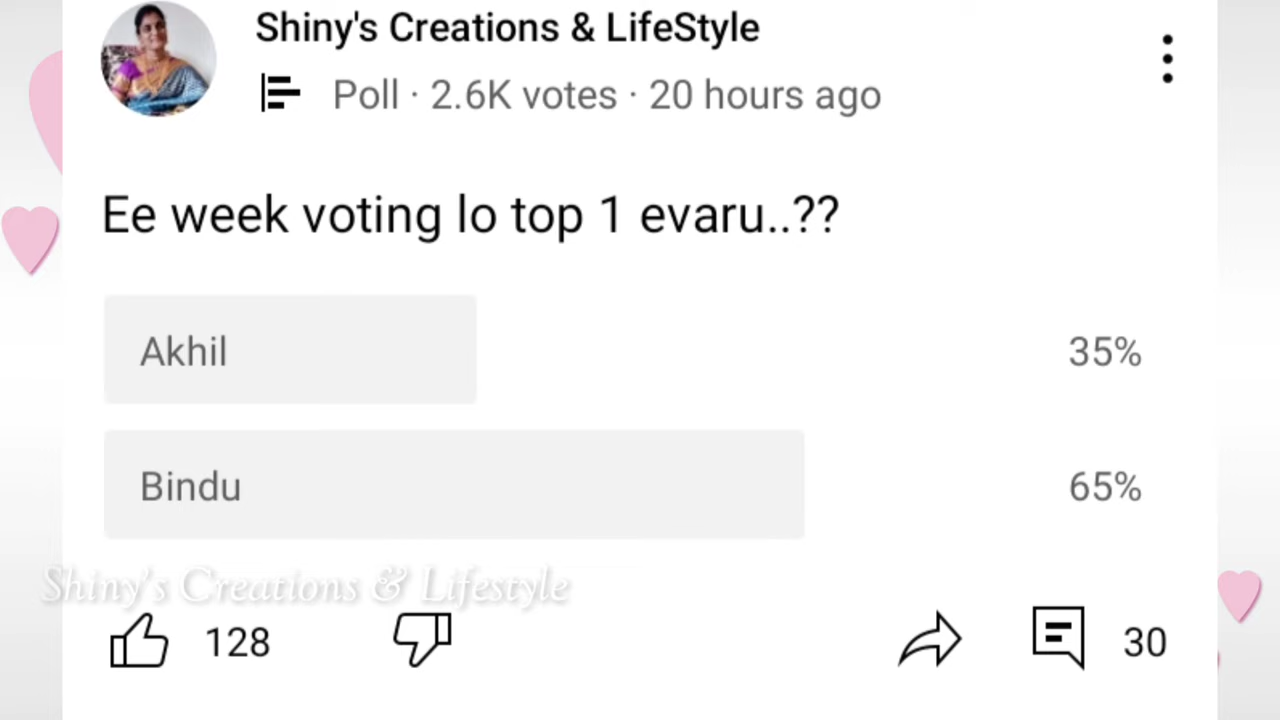 Shiny's Creations & LifeStyle
Poll · 2.6K votes · 20 hours ago
Ee week voting lo top 1 evaru..??
Akhil 35%
Bindu 65%
Shiny's Creations & Lifestyle
128 30